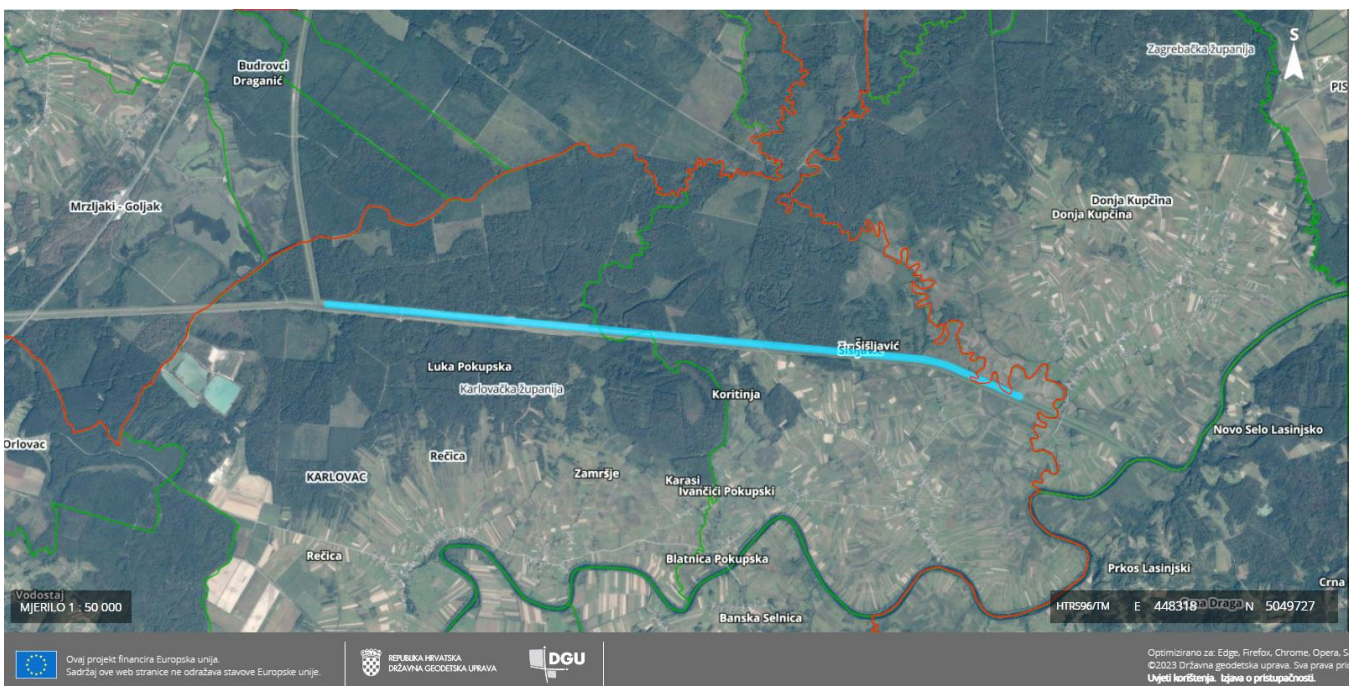 S
Zagrebačka županija
PIS
Budrovci
Draganić
Donja Kupčina
Donja Kupčina
Mrzljaki - Goljak
Šišljavić
Luka Pokupska
Karlovačka županija
Koritinja
Novo Selo Lasinjsko
Orlovac
Rečica
KARLOVAC
Zamršje
Karasi
Ivančići Pokupski
Rečica
Blatnica Pokupska
Prkos Lasinjski
Crna
Vodostaj
MJERILO 1 : 50 000
HTRS96/TM E 448318 N 5049727
Crna Draga
Banska Selnica
Ovaj projekt financira Europska unija.
Sadržaj ove web stranice ne odražava stavove Europske unije.
REPUBLIKA HRVATSKA
DRŽAVNA GEODETSKA UPRAVA
DGU
Optimizirano za: Edge, Firefox, Chrome, Opera, S
©2023 Državna geodetska uprava. Sva prava pri
Uvjeti korištenja. Izjava o pristupačnosti.